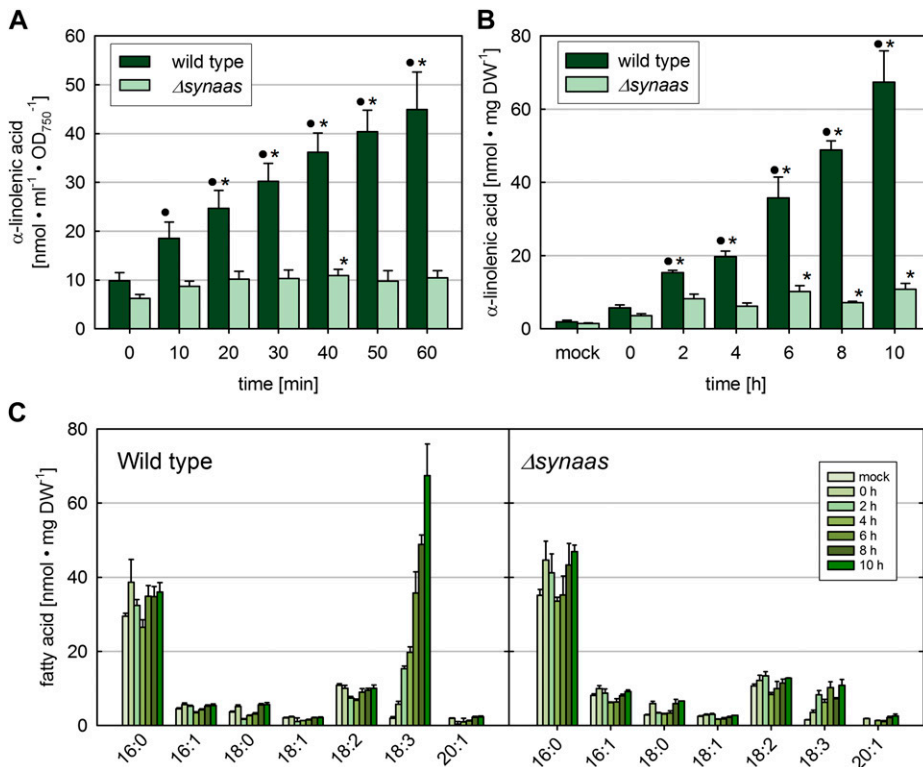 A
60
50
40
30
20
10
0
α-linolenic acid
[nmol • ml⁻¹ • OD₇₅₀⁻¹]
wild type
Δsynaas
● * ● * ● * ● * ● * ● *
0 10 20 30 40 50 60
time [min]
B
80
60
40
20
0
α-linolenic acid [nmol • mg DW⁻¹]
wild type
Δsynaas
mock 0 2 4 6 8 10
time [h]
C
80
60
40
20
0
fatty acid [nmol • mg DW⁻¹]
Wild type
16:0 16:1 18:0 18:1 18:2 18:3 20:1
Δsynaas
mock
0 h
2 h
4 h
6 h
8 h
10 h
16:0 16:1 18:0 18:1 18:2 18:3 20:1